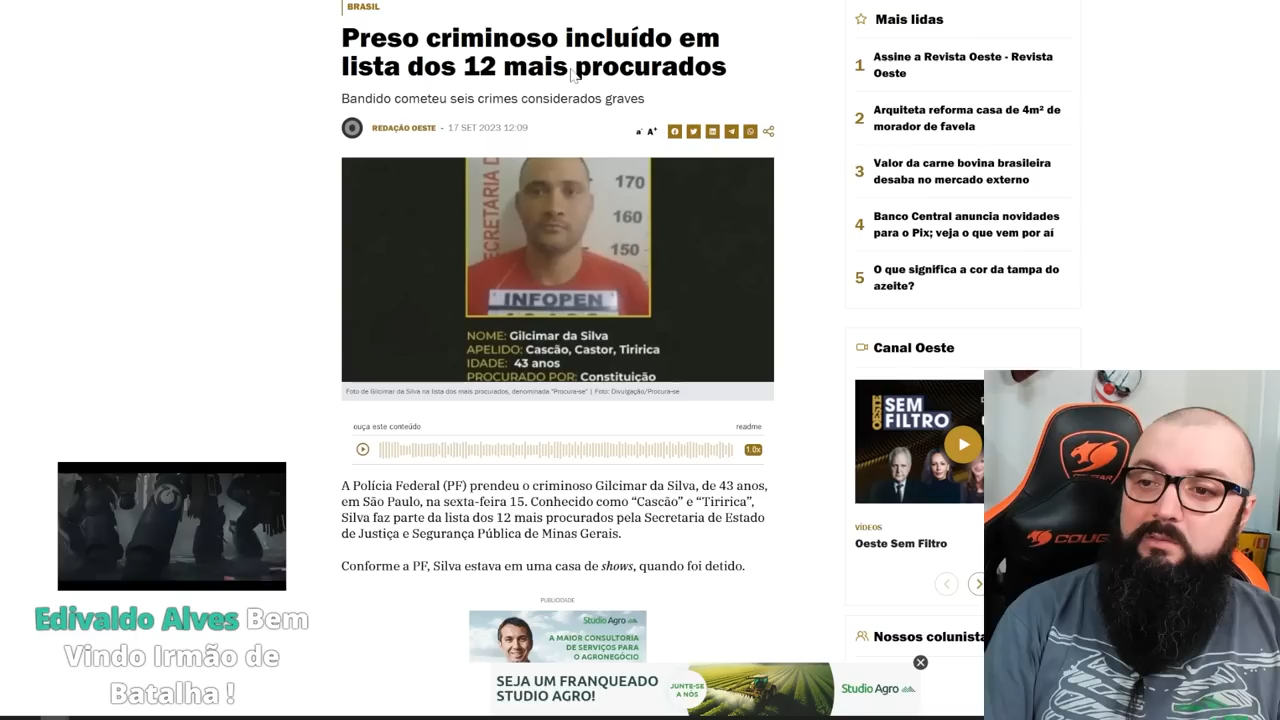 BRASIL
Preso criminoso incluído em
lista dos 12 mais procurados
Bandido cometeu seis crimes considerados graves
REDAÇÃO OESTE - 17 SET 2023 12:09
a- A+
170
160
150
INFOPEN
NOME: Gilcimar da Silva
APELIDO: Cascão, Castor, Tiririca
IDADE: 43 anos
PROCURADO POR: Constituição
Foto de Gilcimar da Silva na lista dos mais procurados, denominada "Procura-se" | Foto: Divulgação/Procura-se
ouça este conteúdo
readme
1.0x
A Polícia Federal (PF) prendeu o criminoso Gilcimar da Silva, de 43 anos,
em São Paulo, na sexta-feira 15. Conhecido como “Cascão” e “Tiririca”,
Silva faz parte da lista dos 12 mais procurados pela Secretaria de Estado
de Justiça e Segurança Pública de Minas Gerais.
Conforme a PF, Silva estava em uma casa de shows, quando foi detido.
PUBLICIDADE
StudioAgro
A MAIOR CONSULTORIA
DE SERVIÇOS PARA
O AGRONEGÓCIO
SEJA UM FRANQUEADO
STUDIO AGRO!
JUNTE-SE
A NÓS
StudioAgro
Mais lidas
1 Assine a Revista Oeste - Revista
Oeste
2 Arquiteta reforma casa de 4m² de
morador de favela
3 Valor da carne bovina brasileira
desaba no mercado externo
4 Banco Central anuncia novidades
para o Pix; veja o que vem por aí
5 O que significa a cor da tampa do
azeite?
Canal Oeste
OESTE
SEM
FILTRO
VÍDEOS
Oeste Sem Filtro
Nossos colunista
COUGAR
COUG
Edivaldo Alves Bem
Vindo Irmão de
Batalha !